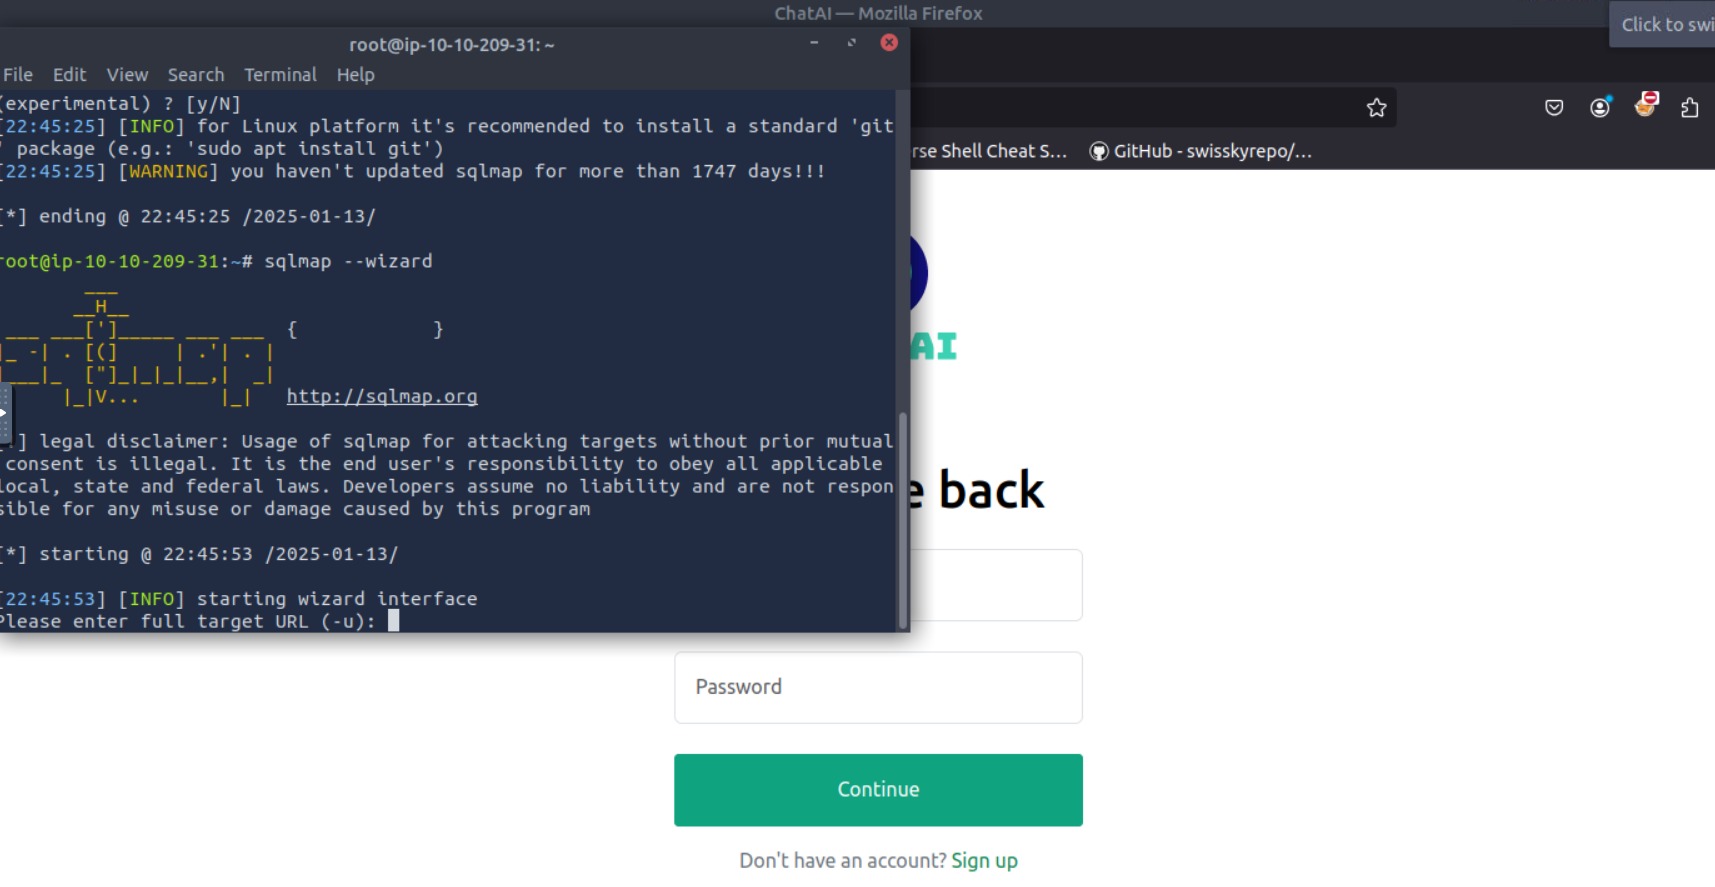 ChatAI — Mozilla Firefox
Click to swi
root@ip-10-10-209-31: ~
File Edit View Search Terminal Help
(experimental) ? [y/N]
[22:45:25] [INFO] for Linux platform it's recommended to install a standard 'git
' package (e.g.: 'sudo apt install git')
[22:45:25] [WARNING] you haven't updated sqlmap for more than 1747 days!!!
[*] ending @ 22:45:25 /2025-01-13/
root@ip-10-10-209-31:~# sqlmap --wizard
___
__H__
___ ___[']_____ ___ ___ { }
|_ -| . [(] | .'| . |
|___|_ ["]_|_|_|__,| _|
|_|V... |_| http://sqlmap.org
[!] legal disclaimer: Usage of sqlmap for attacking targets without prior mutual
consent is illegal. It is the end user's responsibility to obey all applicable
local, state and federal laws. Developers assume no liability and are not respon
sible for any misuse or damage caused by this program
[*] starting @ 22:45:53 /2025-01-13/
[22:45:53] [INFO] starting wizard interface
Please enter full target URL (-u):
rse Shell Cheat S... GitHub - swisskyrepo/...
AI
e back
Password
Continue
Don't have an account? Sign up